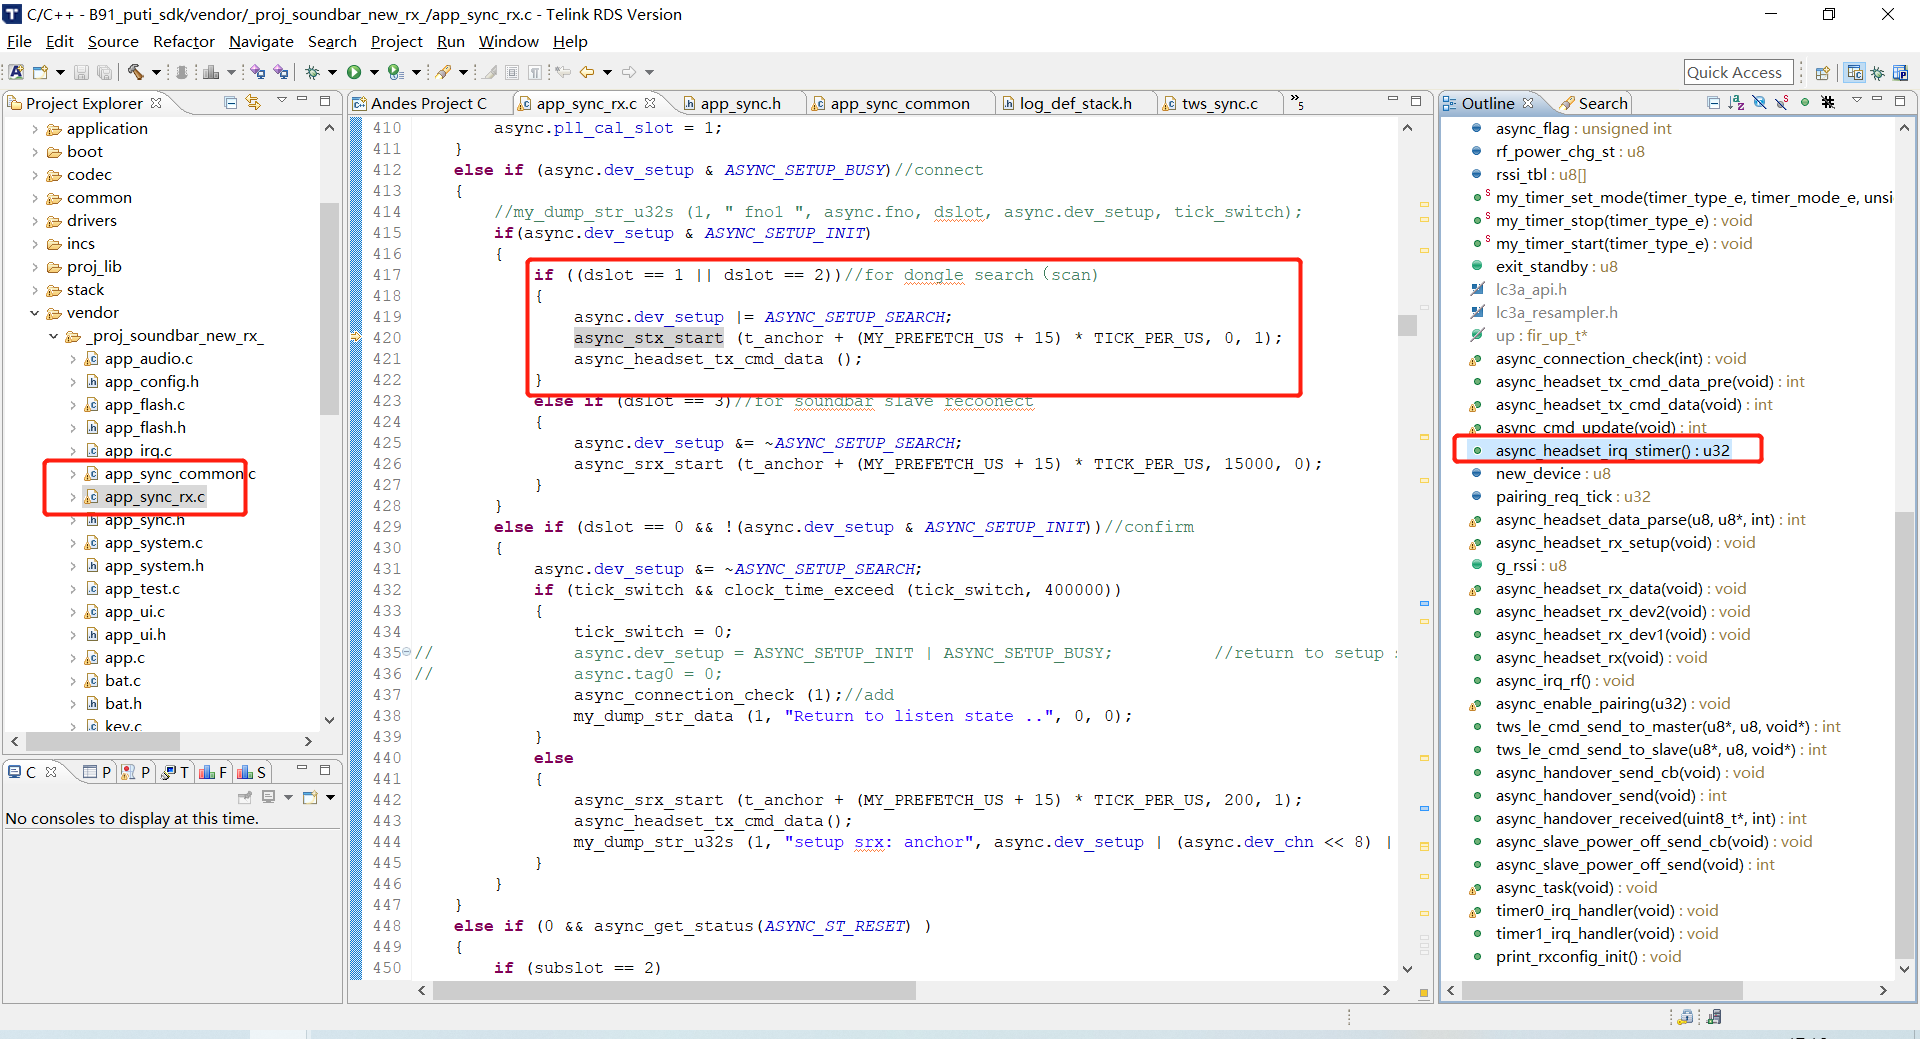 C/C++ - B91_puti_sdk/vendor/_proj_soundbar_new_rx_/app_sync_rx.c - Telink RDS Version
File Edit Source Refactor Navigate Search Project Run Window Help
Quick Access
Project Explorer
application
boot
codec
common
drivers
incs
proj_lib
stack
vendor
_proj_soundbar_new_rx_
app_audio.c
app_config.h
app_flash.c
app_flash.h
app_irq.c
app_sync_common.c
app_sync_rx.c
app_sync.h
app_system.c
app_system.h
app_test.c
app_ui.c
app_ui.h
app.c
bat.c
bat.h
key.c
C P P T F S
No consoles to display at this time.
Andes Project C app_sync_rx.c app_sync.h app_sync_common log_def_stack.h tws_sync.c »5
410 async.pll_cal_slot = 1;
411 }
412 else if (async.dev_setup & ASYNC_SETUP_BUSY)//connect
413 {
414 //my_dump_str_u32s (1, " fno1 ", async.fno, dslot, async.dev_setup, tick_switch);
415 if(async.dev_setup & ASYNC_SETUP_INIT)
416 {
417 if ((dslot == 1 || dslot == 2))//for dongle search（scan)
418 {
419 async.dev_setup |= ASYNC_SETUP_SEARCH;
420 async_stx_start (t_anchor + (MY_PREFETCH_US + 15) * TICK_PER_US, 0, 1);
421 async_headset_tx_cmd_data ();
422 }
423 else if (dslot == 3)//for soundbar slave recoonect
424 {
425 async.dev_setup &= ~ASYNC_SETUP_SEARCH;
426 async_srx_start (t_anchor + (MY_PREFETCH_US + 15) * TICK_PER_US, 15000, 0);
427 }
428 }
429 else if (dslot == 0 && !(async.dev_setup & ASYNC_SETUP_INIT))//confirm
430 {
431 async.dev_setup &= ~ASYNC_SETUP_SEARCH;
432 if (tick_switch && clock_time_exceed (tick_switch, 400000))
433 {
434 tick_switch = 0;
435 // async.dev_setup = ASYNC_SETUP_INIT | ASYNC_SETUP_BUSY; //return to setup
436 // async.tag0 = 0;
437 async_connection_check (1);//add
438 my_dump_str_data (1, "Return to listen state ..", 0, 0);
439 }
440 else
441 {
442 async_srx_start (t_anchor + (MY_PREFETCH_US + 15) * TICK_PER_US, 200, 1);
443 async_headset_tx_cmd_data();
444 my_dump_str_u32s (1, "setup srx: anchor", async.dev_setup | (async.dev_chn << 8) |
445 }
446 }
447 }
448 else if (0 && async_get_status(ASYNC_ST_RESET) )
449 {
450 if (subslot == 2)
Outline Search
async_flag : unsigned int
rf_power_chg_st : u8
rssi_tbl : u8[]
my_timer_set_mode(timer_type_e, timer_mode_e, unsi
my_timer_stop(timer_type_e) : void
my_timer_start(timer_type_e) : void
exit_standby : u8
lc3a_api.h
lc3a_resampler.h
up : fir_up_t*
async_connection_check(int) : void
async_headset_tx_cmd_data_pre(void) : int
async_headset_tx_cmd_data(void) : int
async_cmd_update(void) : int
async_headset_irq_stimer() : u32
new_device : u8
pairing_req_tick : u32
async_headset_data_parse(u8, u8*, int) : int
async_headset_rx_setup(void) : void
g_rssi : u8
async_headset_rx_data(void) : void
async_headset_rx_dev2(void) : void
async_headset_rx_dev1(void) : void
async_headset_rx(void) : void
async_irq_rf() : void
async_enable_pairing(u32) : void
tws_le_cmd_send_to_master(u8*, u8, void*) : int
tws_le_cmd_send_to_slave(u8*, u8, void*) : int
async_handover_send_cb(void) : void
async_handover_send(void) : int
async_handover_received(uint8_t*, int) : int
async_slave_power_off_send_cb(void) : void
async_slave_power_off_send(void) : int
async_task(void) : void
timer0_irq_handler(void) : void
timer1_irq_handler(void) : void
print_rxconfig_init() : void